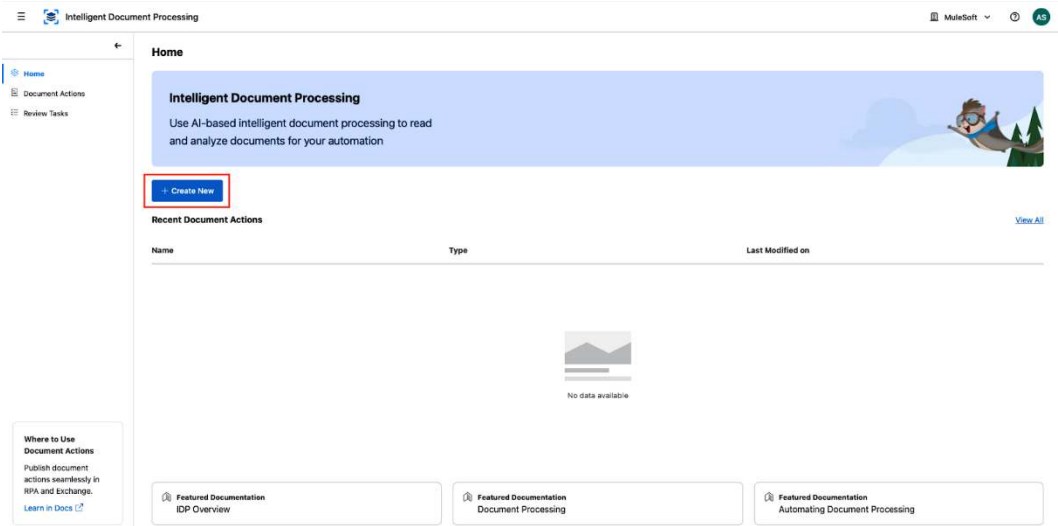 Intelligent Document Processing
MuleSoft
AS
Home
Document Actions
Review Tasks
Where to Use
Document Actions
Publish document
actions seamlessly in
RPA and Exchange.
Learn in Docs
Home
Intelligent Document Processing
Use AI-based intelligent document processing to read
and analyze documents for your automation
+ Create New
Recent Document Actions
View All
Name Type Last Modified on
No data available
Featured Documentation
IDP Overview
Featured Documentation
Document Processing
Featured Documentation
Automating Document Processing